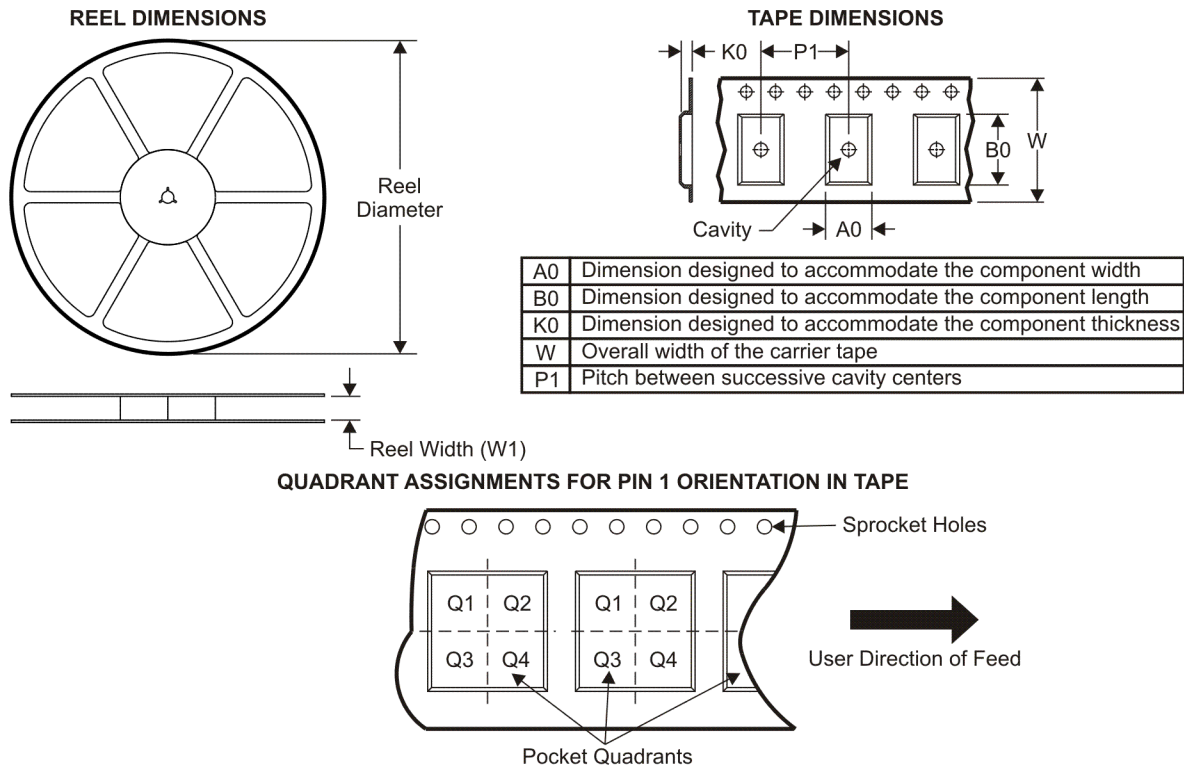 REEL DIMENSIONS
TAPE DIMENSIONS
K0
P1
B0
W
Reel
Diameter
Cavity
A0
A0 Dimension designed to accommodate the component width
B0 Dimension designed to accommodate the component length
K0 Dimension designed to accommodate the component thickness
W Overall width of the carrier tape
P1 Pitch between successive cavity centers
Reel Width (W1)
QUADRANT ASSIGNMENTS FOR PIN 1 ORIENTATION IN TAPE
Sprocket Holes
Q1 Q2 Q1 Q2
Q3 Q4 Q3 Q4
User Direction of Feed
Pocket Quadrants